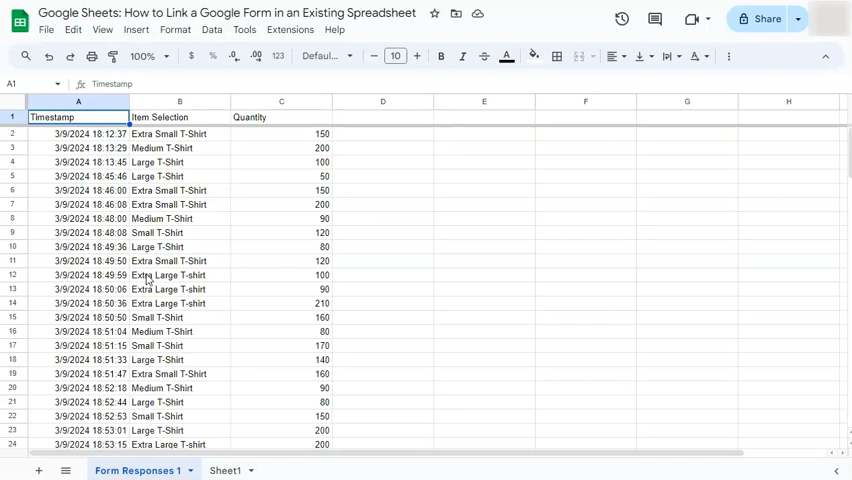 Google Sheets: How to Link a Google Form in an Existing Spreadsheet
File Edit View Insert Format Data Tools Extensions Help
Share
100% $ % .0 .00 123 Defaul... 10 B I S A
A1 fx Timestamp
A B C D E F G H
1 Timestamp Item Selection Quantity
2 3/9/2024 18:12:37 Extra Small T-Shirt 150
3 3/9/2024 18:13:29 Medium T-Shirt 200
4 3/9/2024 18:13:45 Large T-Shirt 100
5 3/9/2024 18:45:46 Large T-Shirt 50
6 3/9/2024 18:46:00 Extra Small T-Shirt 150
7 3/9/2024 18:46:08 Extra Small T-Shirt 200
8 3/9/2024 18:48:00 Medium T-Shirt 90
9 3/9/2024 18:48:08 Small T-Shirt 120
10 3/9/2024 18:49:36 Large T-Shirt 80
11 3/9/2024 18:49:50 Extra Small T-Shirt 120
12 3/9/2024 18:49:59 Extra Large T-shirt 100
13 3/9/2024 18:50:06 Extra Large T-shirt 90
14 3/9/2024 18:50:36 Extra Large T-shirt 210
15 3/9/2024 18:50:50 Small T-Shirt 160
16 3/9/2024 18:51:04 Medium T-Shirt 80
17 3/9/2024 18:51:15 Small T-Shirt 170
18 3/9/2024 18:51:33 Large T-Shirt 140
19 3/9/2024 18:51:47 Extra Small T-Shirt 160
20 3/9/2024 18:52:18 Medium T-Shirt 90
21 3/9/2024 18:52:44 Large T-Shirt 80
22 3/9/2024 18:52:53 Small T-Shirt 150
23 3/9/2024 18:53:01 Large T-Shirt 200
24 3/9/2024 18:53:15 Extra Large T-shirt 200
Form Responses 1 Sheet1